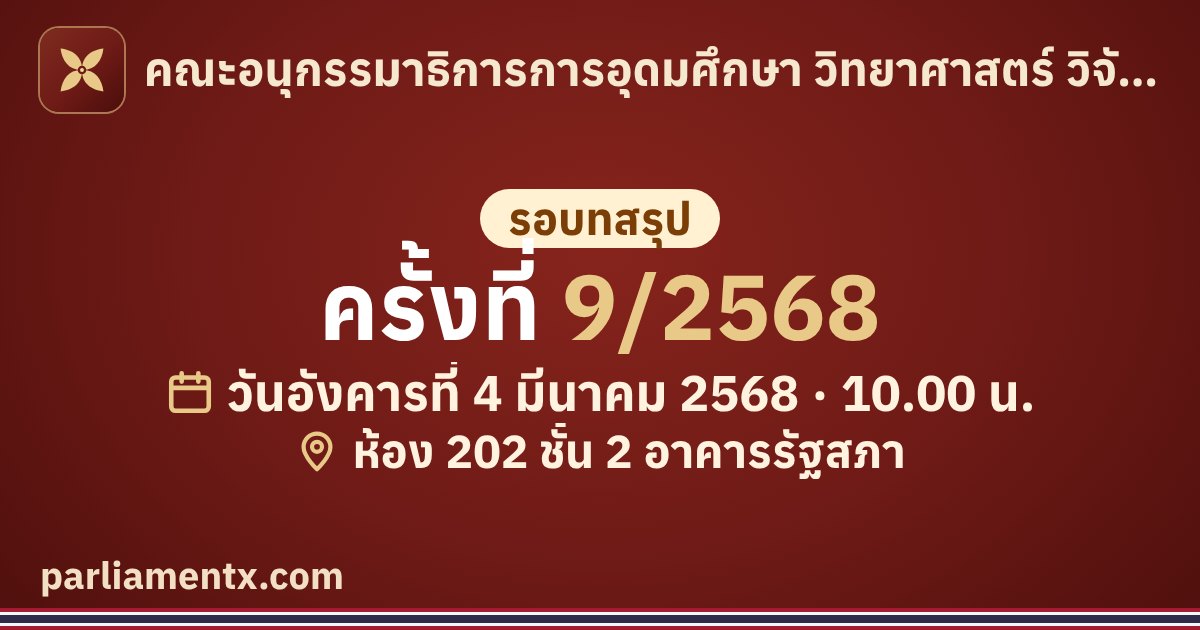 คณะอนุกรรมาธิการการอุดมศึกษา วิทยาศาสตร์ วิจั...
รอบทสรุป
ครั้งที่ 9/2568
วันอังคารที่ 4 มีนาคม 2568 · 10.00 น.
ห้อง 202 ชั้น 2 อาคารรัฐสภา
parliamentx.com